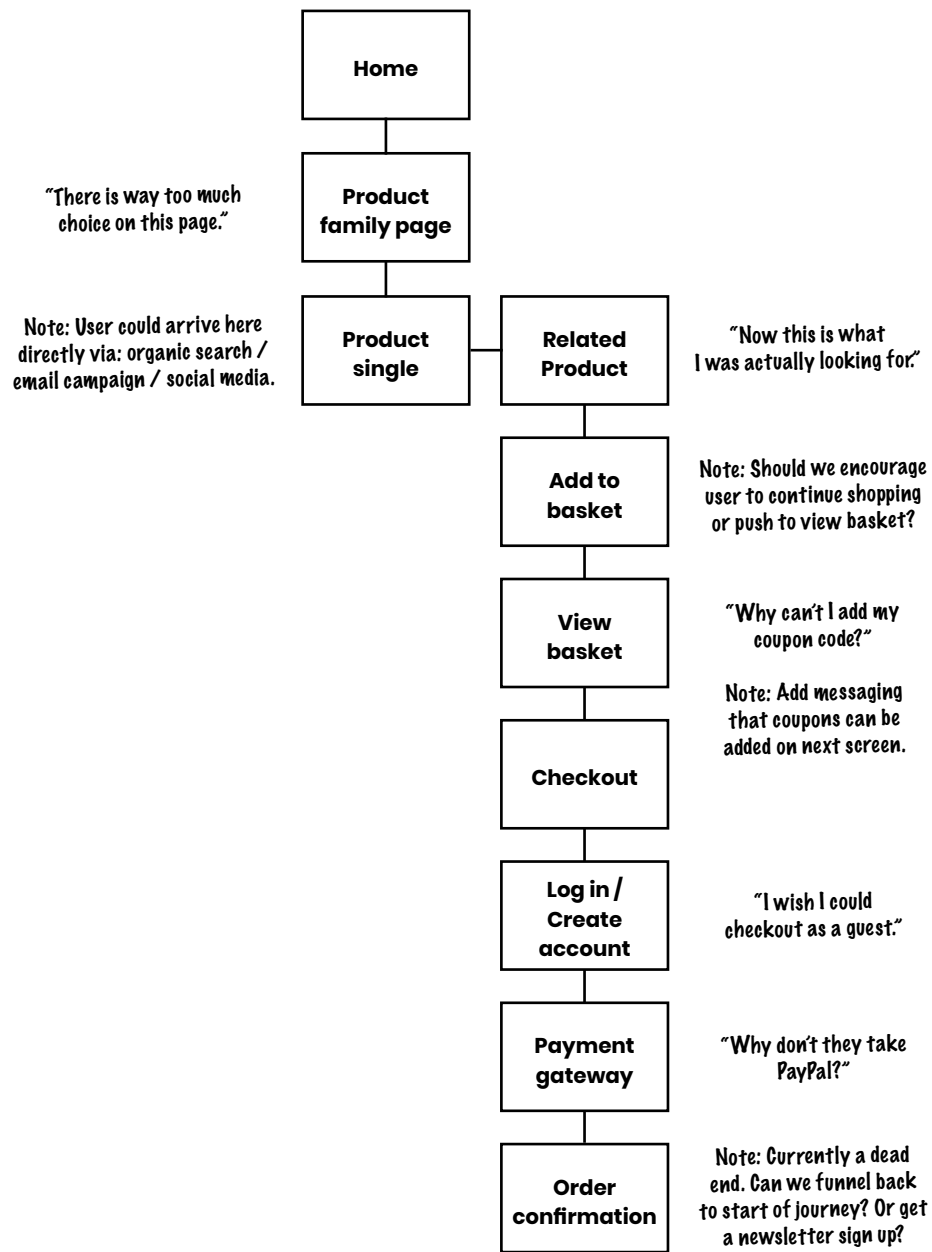 Home
“There is way too much
choice on this page.”
Product
family page
Note: User could arrive here
directly via: organic search /
email campaign / social media.
Product
single
Related
Product
“Now this is what
I was actually looking for.”
Add to
basket
Note: Should we encourage
user to continue shopping
or push to view basket?
View
basket
“Why can’t I add my
coupon code?”
Note: Add messaging
that coupons can be
added on next screen.
Checkout
Log in /
Create
account
“I wish I could
checkout as a guest.”
Payment
gateway
“Why don’t they take
PayPal?”
Order
confirmation
Note: Currently a dead
end. Can we funnel back
to start of journey? Or get
a newsletter sign up?